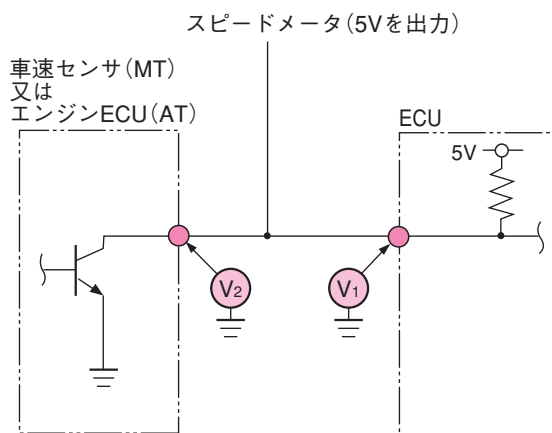 スピードメータ(5Vを出力)
車速センサ(MT)
又は
エンジンECU(AT)
ECU
5V
V2
V1